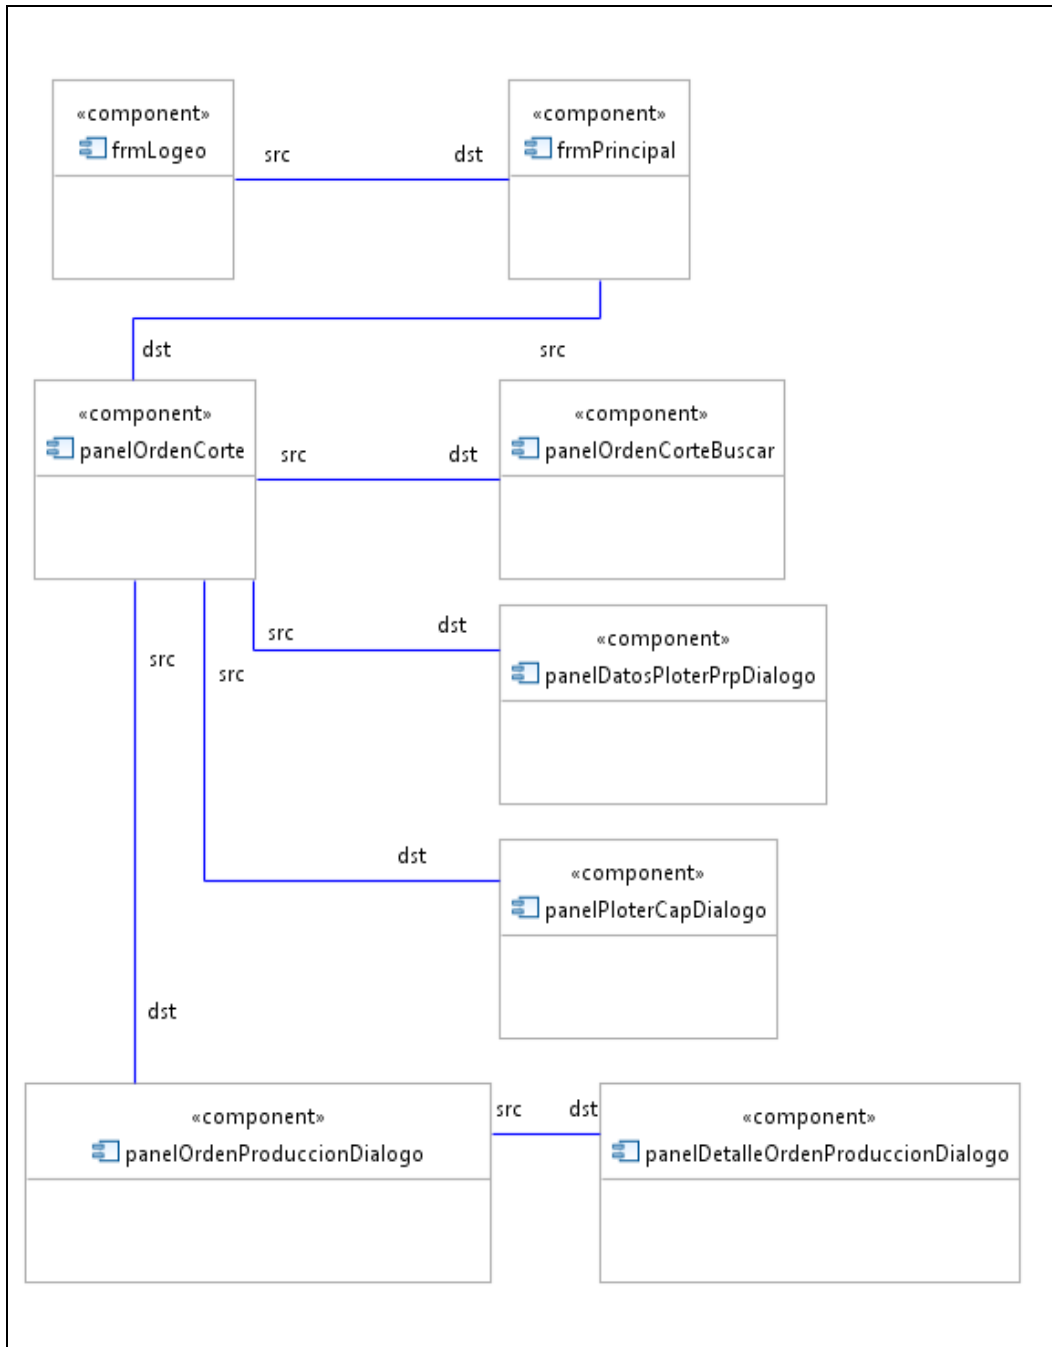 «component»
frmLogeo
src
dst
«component»
frmPrincipal
dst
src
«component»
panelOrdenCorte
src
dst
«component»
panelOrdenCorteBuscar
src
dst
«component»
panelDatosPloterPrpDialogo
src
src
dst
«component»
panelPloterCapDialogo
dst
«component»
panelOrdenProduccionDialogo
src
dst
«component»
panelDetalleOrdenProduccionDialogo